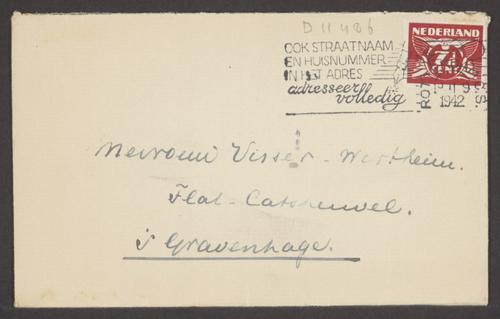 D 11 486
OOK STRAATNAAM
EN HUISNUMMER
IN HET ADRES
adresseer
volledig
NEDERLAND
7½
CENT
1942
Mevrouw Visser-Wertheim.
Flat-Catshenvel.
's Gravenhage.